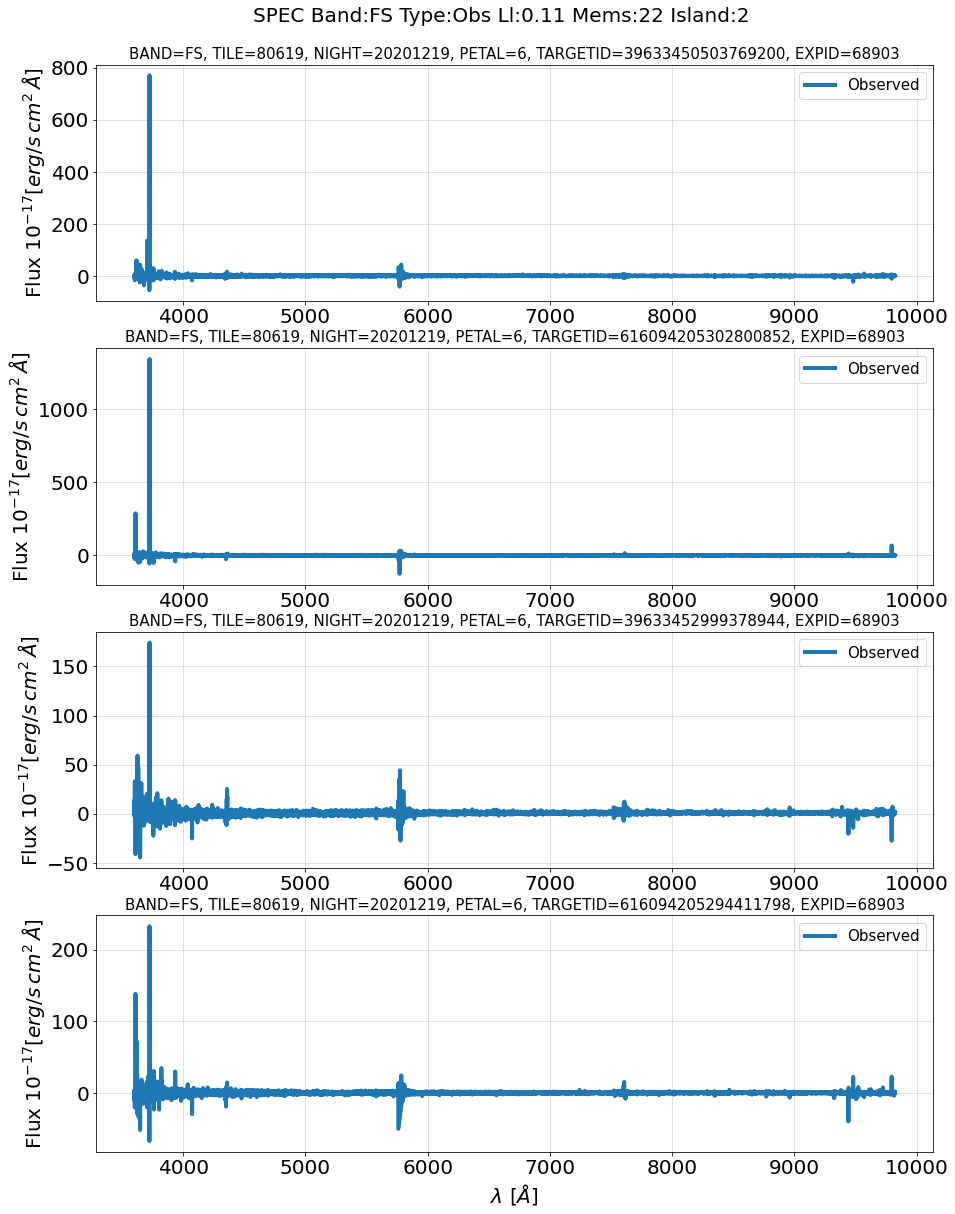 SPEC Band:FS Type:Obs Ll:0.11 Mems:22 Island:2
BAND=FS, TILE=80619, NIGHT=20201219, PETAL=6, TARGETID=39633450503769200, EXPID=68903
Flux 10⁻¹⁷[erg/s cm² Å]
800
600
400
200
0
Observed
4000 5000 6000 7000 8000 9000 10000
BAND=FS, TILE=80619, NIGHT=20201219, PETAL=6, TARGETID=616094205302800852, EXPID=68903
Flux 10⁻¹⁷[erg/s cm² Å]
1000
500
0
Observed
4000 5000 6000 7000 8000 9000 10000
BAND=FS, TILE=80619, NIGHT=20201219, PETAL=6, TARGETID=39633452999378944, EXPID=68903
Flux 10⁻¹⁷[erg/s cm² Å]
150
100
50
0
−50
Observed
4000 5000 6000 7000 8000 9000 10000
BAND=FS, TILE=80619, NIGHT=20201219, PETAL=6, TARGETID=616094205294411798, EXPID=68903
Flux 10⁻¹⁷[erg/s cm² Å]
200
100
0
Observed
4000 5000 6000 7000 8000 9000 10000
λ [Å]